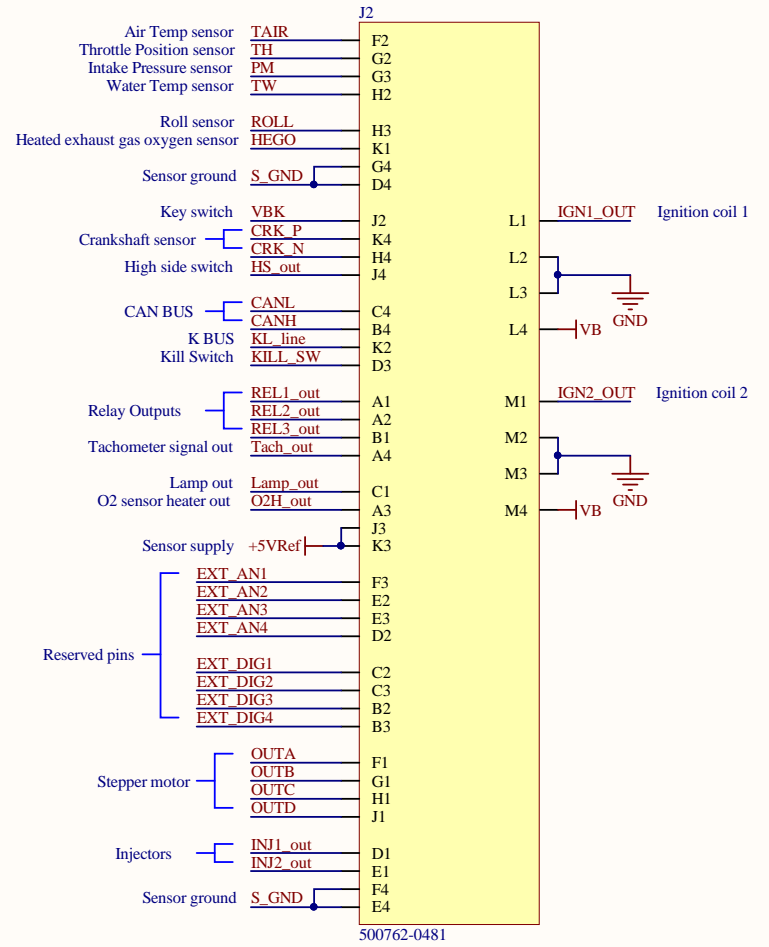 J2
Air Temp sensor TAIR F2
Throttle Position sensor TH G2
Intake Pressure sensor PM G3
Water Temp sensor TW H2
Roll sensor ROLL H3
Heated exhaust gas oxygen sensor HEGO K1
G4
Sensor ground S_GND D4
Key switch VBK J2
Crankshaft sensor CRK_P K4
CRK_N H4
High side switch HS_out J4
CAN BUS CANL C4
CANH B4
K BUS KL_line K2
Kill Switch KILL_SW D3
Relay Outputs REL1_out A1
REL2_out A2
REL3_out B1
Tachometer signal out Tach_out A4
Lamp out Lamp_out C1
O2 sensor heater out O2H_out A3
J3
Sensor supply +5VRef K3
Reserved pins
EXT_AN1 F3
EXT_AN2 E2
EXT_AN3 E3
EXT_AN4 D2
EXT_DIG1 C2
EXT_DIG2 C3
EXT_DIG3 B2
EXT_DIG4 B3
Stepper motor
OUTA F1
OUTB G1
OUTC H1
OUTD J1
Injectors INJ1_out D1
INJ2_out E1
F4
Sensor ground S_GND E4
L1 IGN1_OUT Ignition coil 1
L2
L3
GND
L4 VB
M1 IGN2_OUT Ignition coil 2
M2
M3
GND
M4 VB
500762-0481